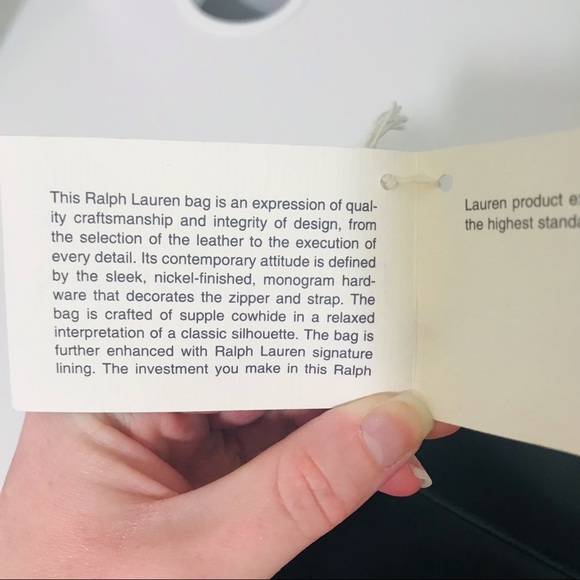 This Ralph Lauren bag is an expression of qual-
ity craftsmanship and integrity of design, from
the selection of the leather to the execution of
every detail. Its contemporary attitude is defined
by the sleek, nickel-finished, monogram hard-
ware that decorates the zipper and strap. The
bag is crafted of supple cowhide in a relaxed
interpretation of a classic silhouette. The bag is
further enhanced with Ralph Lauren signature
lining. The investment you make in this Ralph
Lauren product
the highest